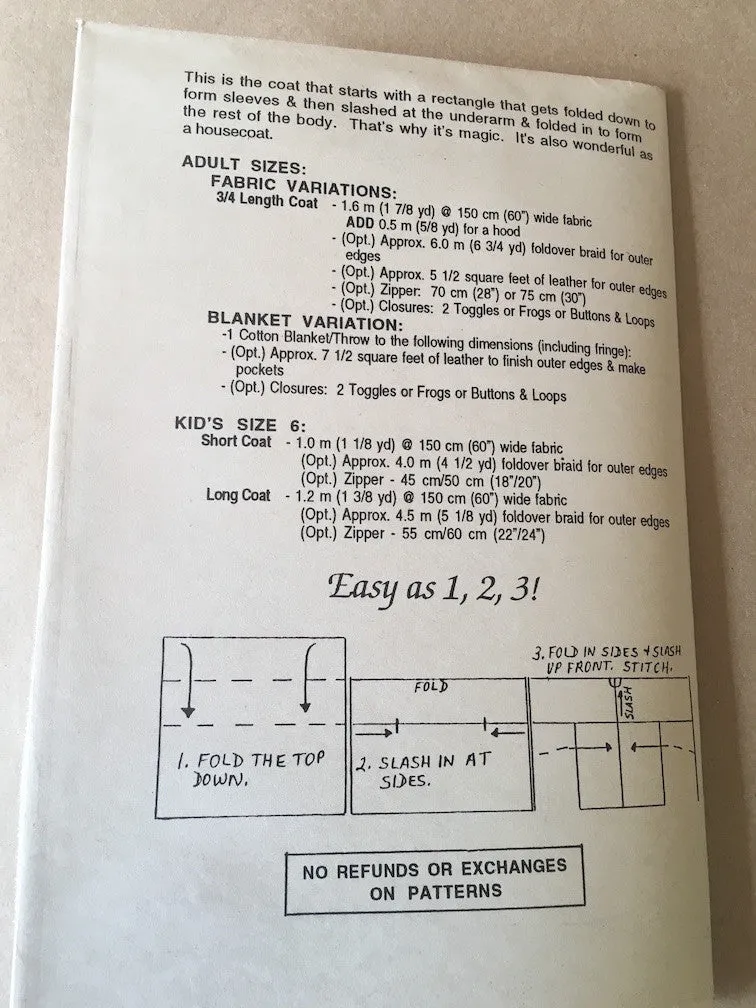 This is the coat that starts with a rectangle that gets folded down to
form sleeves & then slashed at the underarm & folded in to form
the rest of the body. That's why it's magic. It's also wonderful as
a housecoat.
ADULT SIZES:
FABRIC VARIATIONS:
3/4 Length Coat - 1.6 m (1 7/8 yd) @ 150 cm (60") wide fabric
ADD 0.5 m (5/8 yd) for a hood
- (Opt.) Approx. 6.0 m (6 3/4 yd) foldover braid for outer
edges
- (Opt.) Approx. 5 1/2 square feet of leather for outer edges
- (Opt.) Zipper: 70 cm (28") or 75 cm (30")
- (Opt.) Closures: 2 Toggles or Frogs or Buttons & Loops
BLANKET VARIATION:
-1 Cotton Blanket/Throw to the following dimensions (including fringe):
- (Opt.) Approx. 7 1/2 square feet of leather to finish outer edges & make
pockets
- (Opt.) Closures: 2 Toggles or Frogs or Buttons & Loops
KID'S SIZE 6:
Short Coat - 1.0 m (1 1/8 yd) @ 150 cm (60") wide fabric
(Opt.) Approx. 4.0 m (4 1/2 yd) foldover braid for outer edges
(Opt.) Zipper - 45 cm/50 cm (18"/20")
Long Coat - 1.2 m (1 3/8 yd) @ 150 cm (60") wide fabric
(Opt.) Approx. 4.5 m (5 1/8 yd) foldover braid for outer edges
(Opt.) Zipper - 55 cm/60 cm (22"/24")
Easy as 1, 2, 3!
1. FOLD THE TOP
DOWN.
FOLD
2. SLASH IN AT
SIDES.
3. FOLD IN SIDES & SLASH
UP FRONT. STITCH.
SLASH
NO REFUNDS OR EXCHANGES
ON PATTERNS